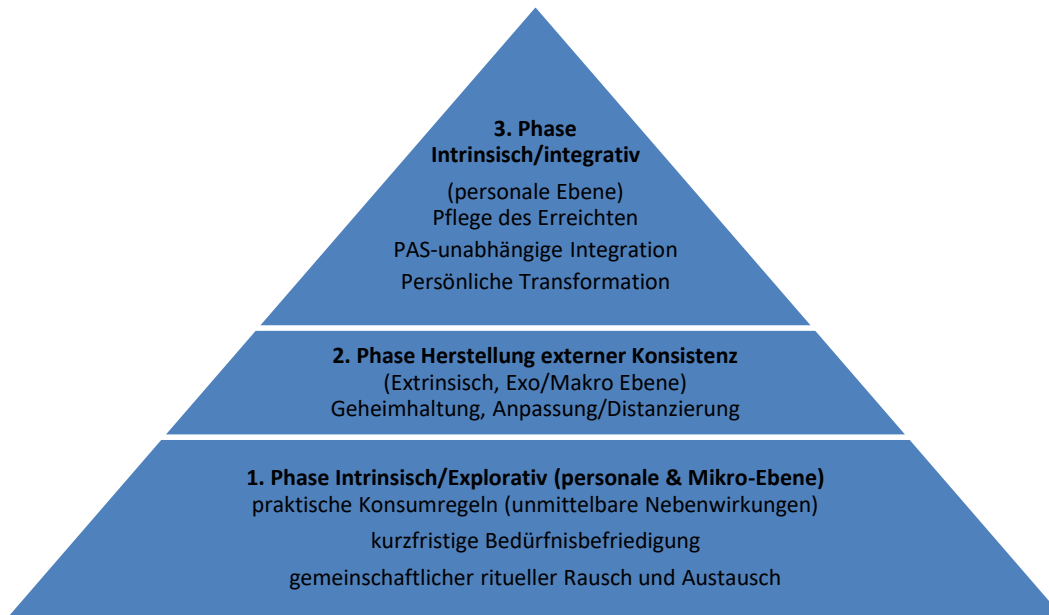 3. Phase
Intrinsisch/integrativ
(personale Ebene)
Pflege des Erreichten
PAS-unabhängige Integration
Persönliche Transformation
2. Phase Herstellung externer Konsistenz
(Extrinsisch, Exo/Makro Ebene)
Geheimhaltung, Anpassung/Distanzierung
1. Phase Intrinsisch/Explorativ (personale & Mikro-Ebene)
praktische Konsumregeln (unmittelbare Nebenwirkungen)
kurzfristige Bedürfnisbefriedigung
gemeinschaftlicher ritueller Rausch und Austausch